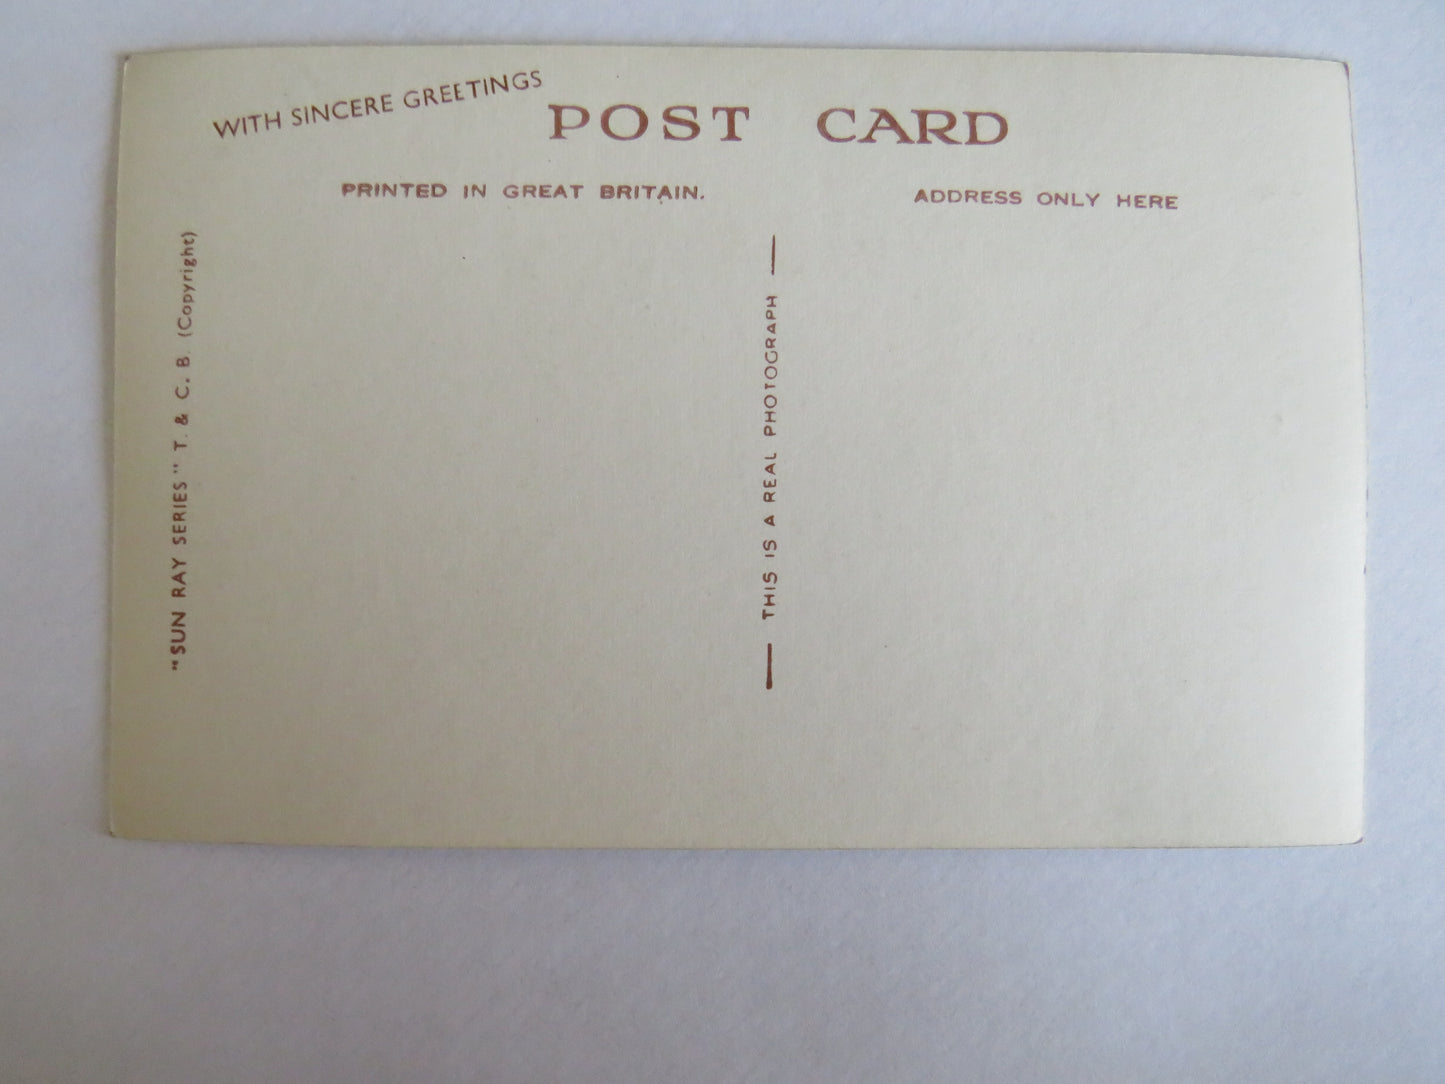 WITH SINCERE GREETINGS
POST CARD
PRINTED IN GREAT BRITAIN.
ADDRESS ONLY HERE
"SUN RAY SERIES" T. & C. B. (Copyright)
THIS IS A REAL PHOTOGRAPH